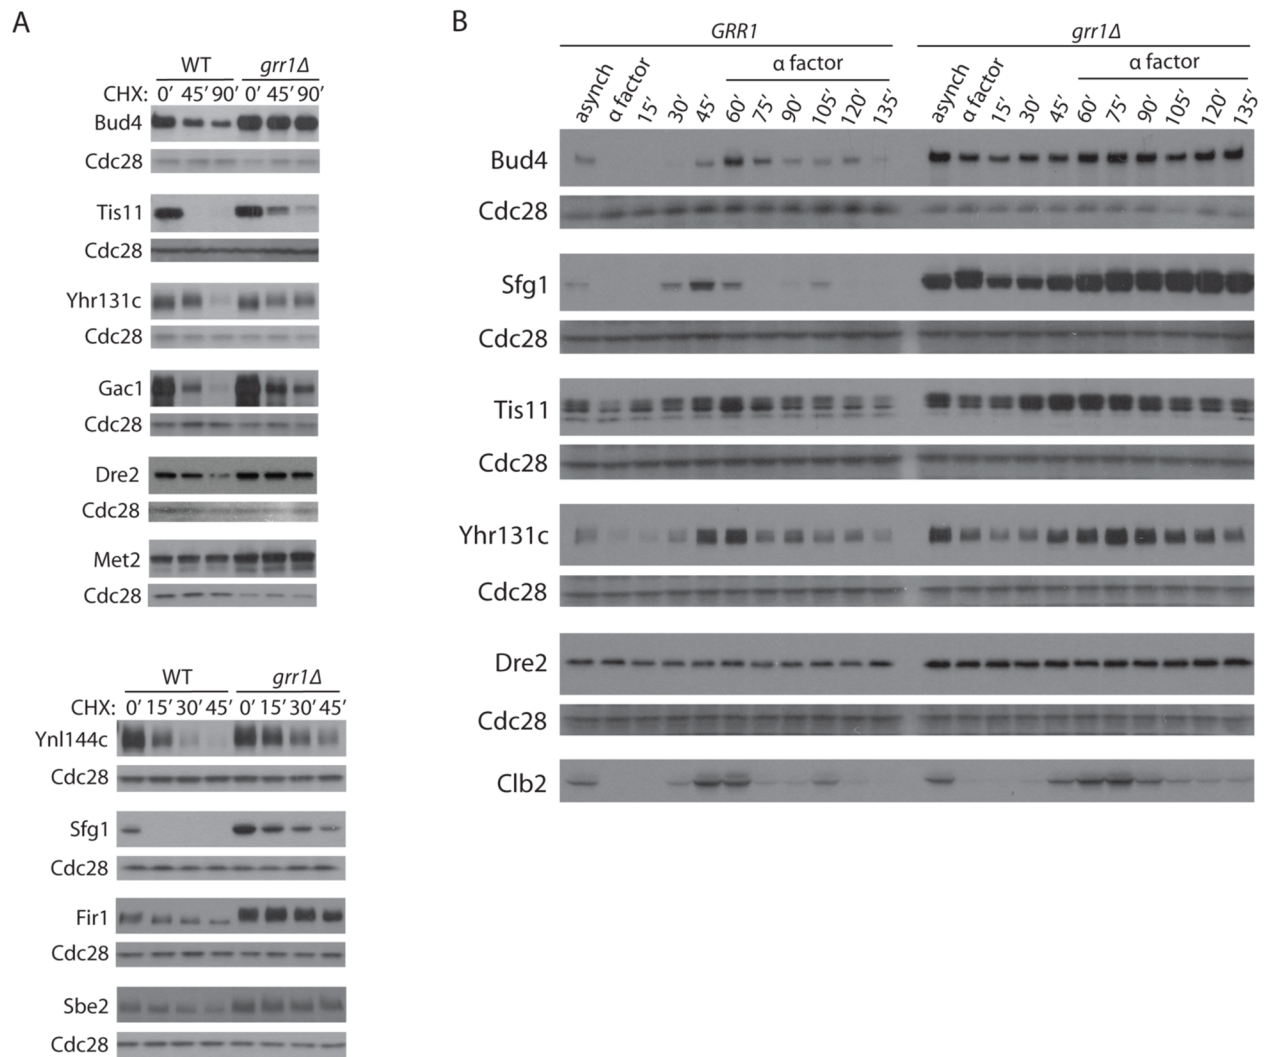 A
WT grr1Δ
CHX: 0′ 45′ 90′ 0′ 45′ 90′
Bud4
Cdc28
Tis11
Cdc28
Yhr131c
Cdc28
Gac1
Cdc28
Dre2
Cdc28
Met2
Cdc28
WT grr1Δ
CHX: 0′ 15′ 30′ 45′ 0′ 15′ 30′ 45′
Ynl144c
Cdc28
Sfg1
Cdc28
Fir1
Cdc28
Sbe2
Cdc28
B
GRR1 grr1Δ
α factor α factor
asynch α factor 15′ 30′ 45′ 60′ 75′ 90′ 105′ 120′ 135′ asynch α factor 15′ 30′ 45′ 60′ 75′ 90′ 105′ 120′ 135′
Bud4
Cdc28
Sfg1
Cdc28
Tis11
Cdc28
Yhr131c
Cdc28
Dre2
Cdc28
Clb2